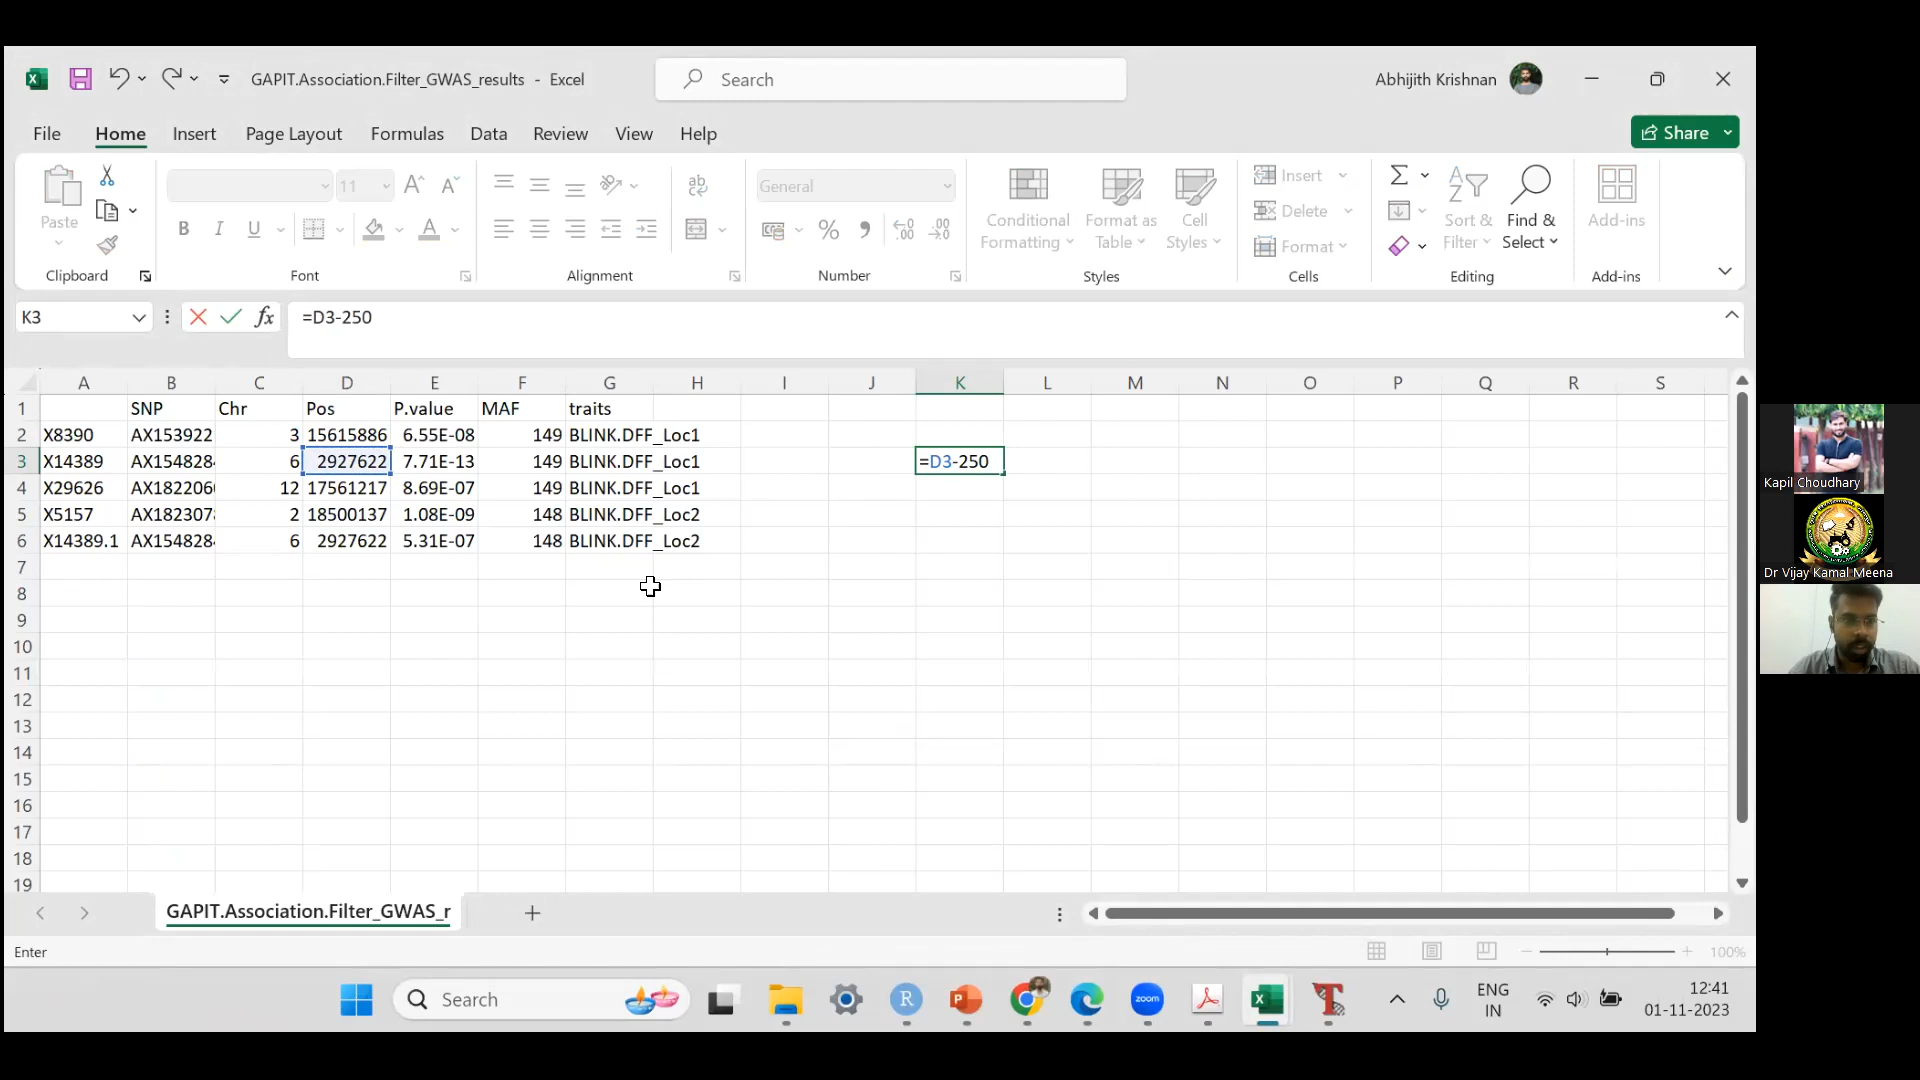 GAPIT.Association.Filter_GWAS_results - Excel
Search
Abhijith Krishnan
File Home Insert Page Layout Formulas Data Review View Help
Share
Paste
11
General
Conditional Formatting
Format as Table
Cell Styles
Insert
Delete
Format
Sort & Filter
Find & Select
Add-ins
Clipboard Font Alignment Number Styles Cells Editing Add-ins
K3 fx =D3-250
A B C D E F G H I J K L M N O P Q R S
1 SNP Chr Pos P.value MAF traits
2 X8390 AX153922 3 15615886 6.55E-08 149 BLINK.DFF_Loc1
3 X14389 AX154828 6 2927622 7.71E-13 149 BLINK.DFF_Loc1 =D3-250
4 X29626 AX182206 12 17561217 8.69E-07 149 BLINK.DFF_Loc1
5 X5157 AX182307 2 18500137 1.08E-09 148 BLINK.DFF_Loc2
6 X14389.1 AX154828 6 2927622 5.31E-07 148 BLINK.DFF_Loc2
7
8
9
10
11
12
13
14
15
16
17
18
19
GAPIT.Association.Filter_GWAS_r
Enter
100%
Search
zoom
ENG
IN
12:41
01-11-2023
Kapil Choudhary
Dr Vijay Kamal Meena